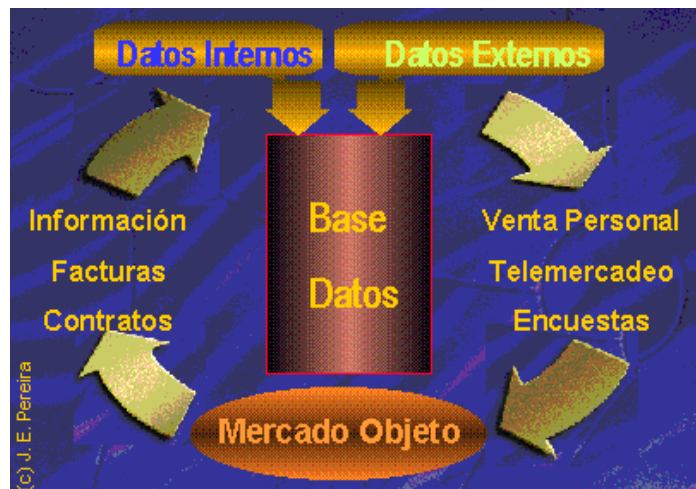 Datos Internos
Datos Externos
Base
Datos
Información
Facturas
Contratos
Venta Personal
Telemercadeo
Encuestas
Mercado Objeto
(c) J. E. Pereira